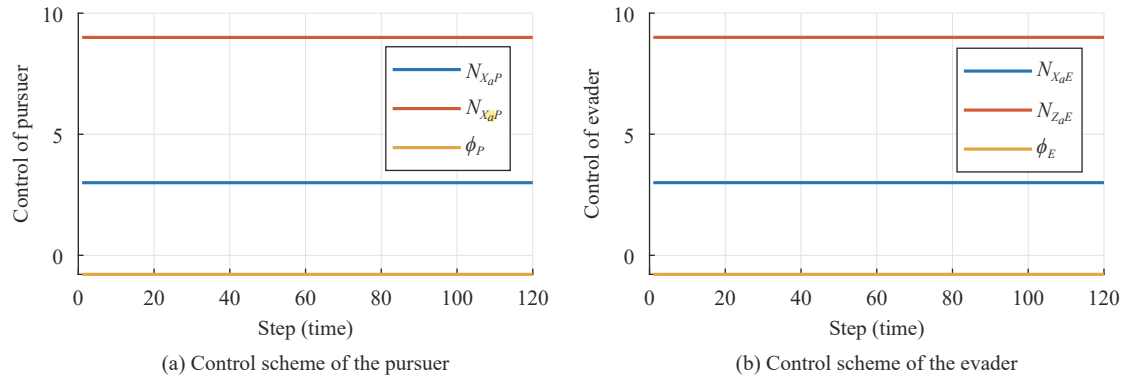 10
5
0
0 20 40 60 80 100 120
Control of pursuer
Step (time)
N_{X_aP}
N_{X_aP}
ϕ_P
(a) Control scheme of the pursuer
10
5
0
0 20 40 60 80 100 120
Control of evader
Step (time)
N_{X_aE}
N_{Z_aE}
ϕ_E
(b) Control scheme of the evader